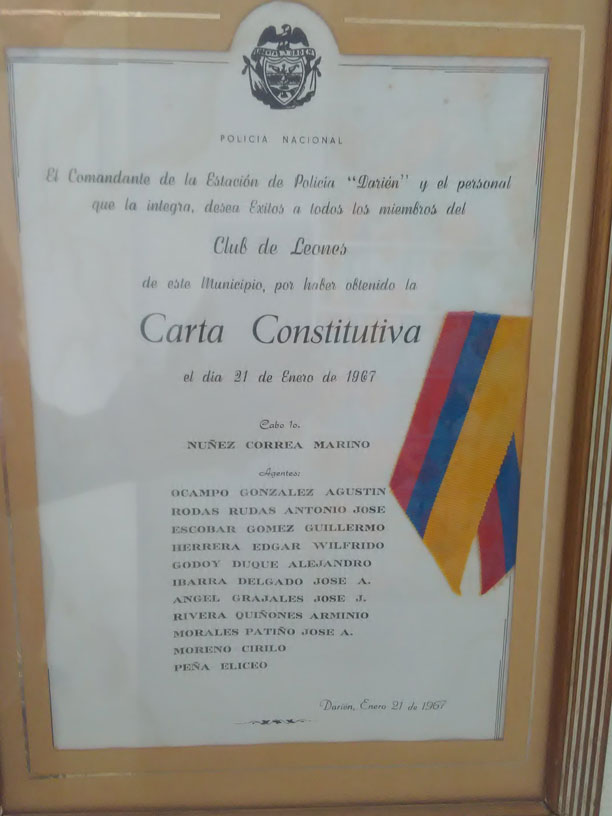 LIBERTAD Y ORDEN
POLICIA NACIONAL
El Comandante de la Estación de Policía “Darién” y el personal
que la integra, desea Exitos a todos los miembros del
Club de Leones
de este Municipio, por haber obtenido la
Carta Constitutiva
el dia 21 de Enero de 1967
Cabo 1o.
NUÑEZ CORREA MARINO
Agentes:
OCAMPO GONZALEZ AGUSTIN
RODAS RUDAS ANTONIO JOSE
ESCOBAR GOMEZ GUILLERMO
HERRERA EDGAR WILFRIDO
GODOY DUQUE ALEJANDRO
IBARRA DELGADO JOSE A.
ANGEL GRAJALES JOSE J.
RIVERA QUIÑONES ARMINIO
MORALES PATIÑO JOSE A.
MORENO CIRILO
PEÑA ELICEO
Darién, Enero 21 de 1967